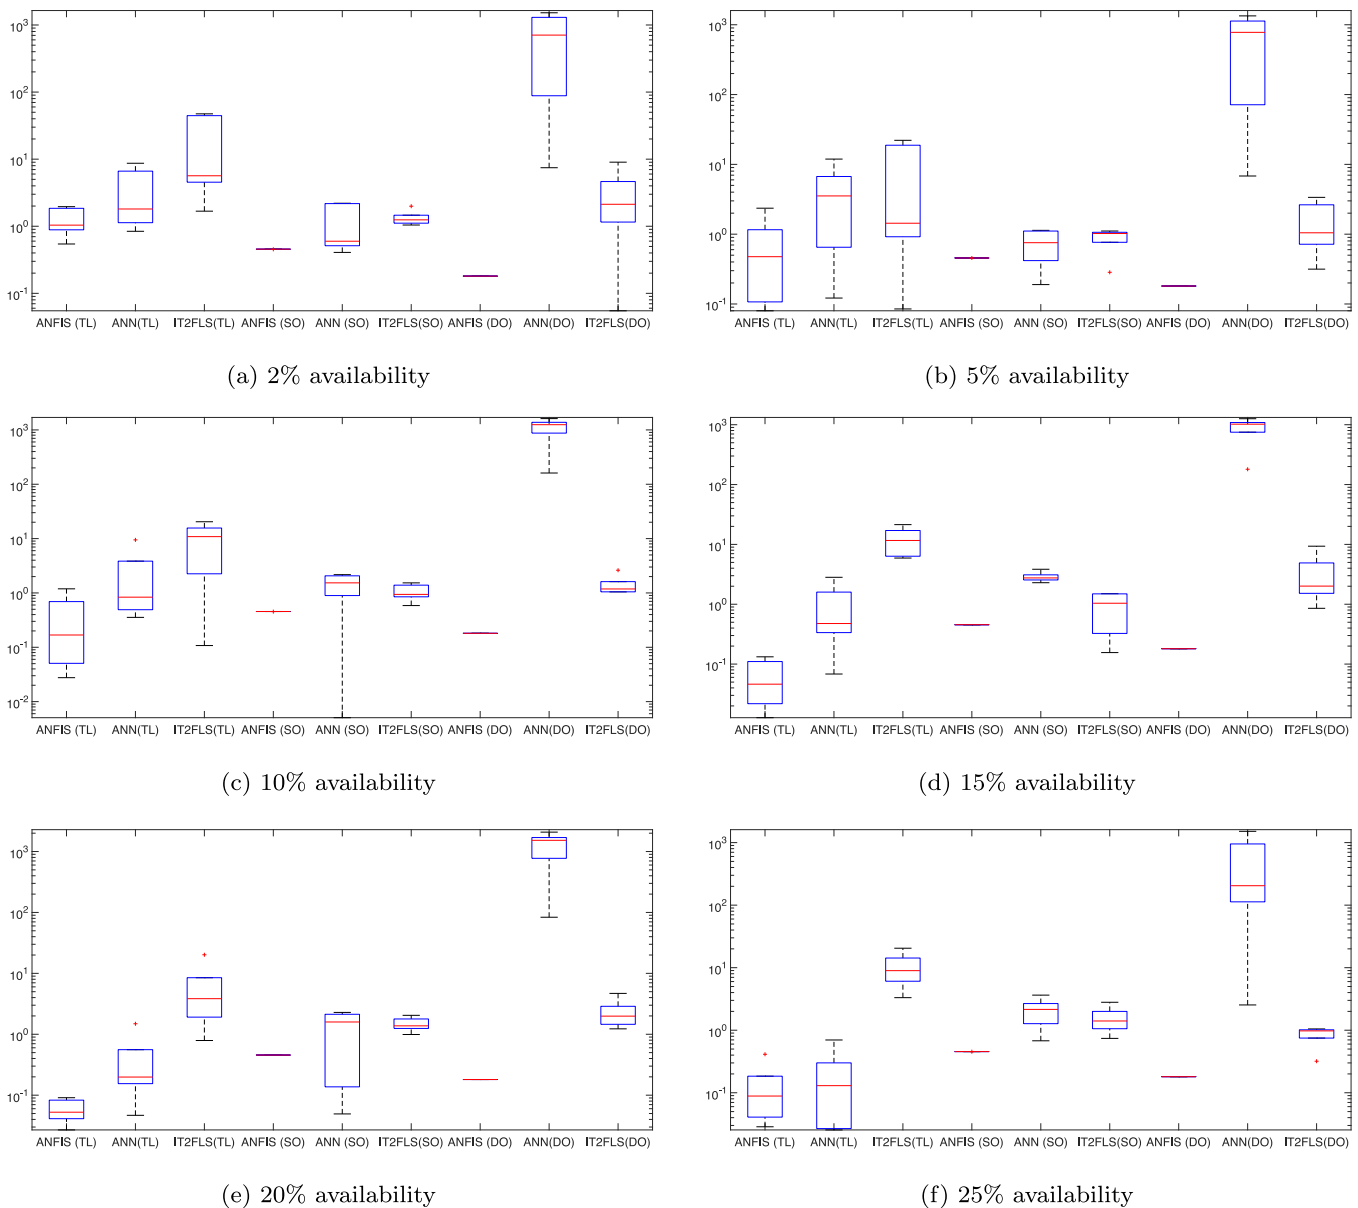 10^3
10^2
10^1
10^0
10^-1
ANFIS (TL) ANN(TL) IT2FLS(TL) ANFIS (SO) ANN (SO) IT2FLS(SO) ANFIS (DO) ANN(DO) IT2FLS(DO)
(a) 2% availability
10^3
10^2
10^1
10^0
10^-1
ANFIS (TL) ANN(TL) IT2FLS(TL) ANFIS (SO) ANN (SO) IT2FLS(SO) ANFIS (DO) ANN(DO) IT2FLS(DO)
(b) 5% availability
10^3
10^2
10^1
10^0
10^-1
10^-2
ANFIS (TL) ANN(TL) IT2FLS(TL) ANFIS (SO) ANN (SO) IT2FLS(SO) ANFIS (DO) ANN(DO) IT2FLS(DO)
(c) 10% availability
10^3
10^2
10^1
10^0
10^-1
ANFIS (TL) ANN(TL) IT2FLS(TL) ANFIS (SO) ANN (SO) IT2FLS(SO) ANFIS (DO) ANN(DO) IT2FLS(DO)
(d) 15% availability
10^3
10^2
10^1
10^0
10^-1
ANFIS (TL) ANN(TL) IT2FLS(TL) ANFIS (SO) ANN (SO) IT2FLS(SO) ANFIS (DO) ANN(DO) IT2FLS(DO)
(e) 20% availability
10^3
10^2
10^1
10^0
10^-1
ANFIS (TL) ANN(TL) IT2FLS(TL) ANFIS (SO) ANN (SO) IT2FLS(SO) ANFIS (DO) ANN(DO) IT2FLS(DO)
(f) 25% availability